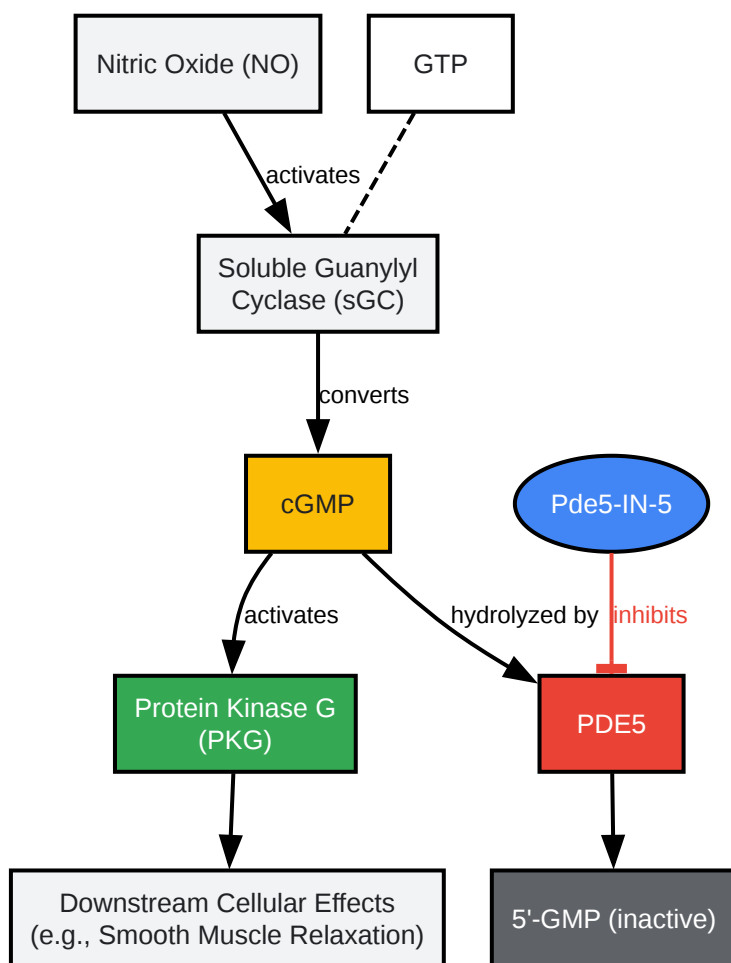 Nitric Oxide (NO)
GTP
activates
Soluble Guanylyl
Cyclase (sGC)
converts
cGMP
Pde5-IN-5
activates
hydrolyzed by
inhibits
Protein Kinase G
(PKG)
PDE5
Downstream Cellular Effects
(e.g., Smooth Muscle Relaxation)
5'-GMP (inactive)